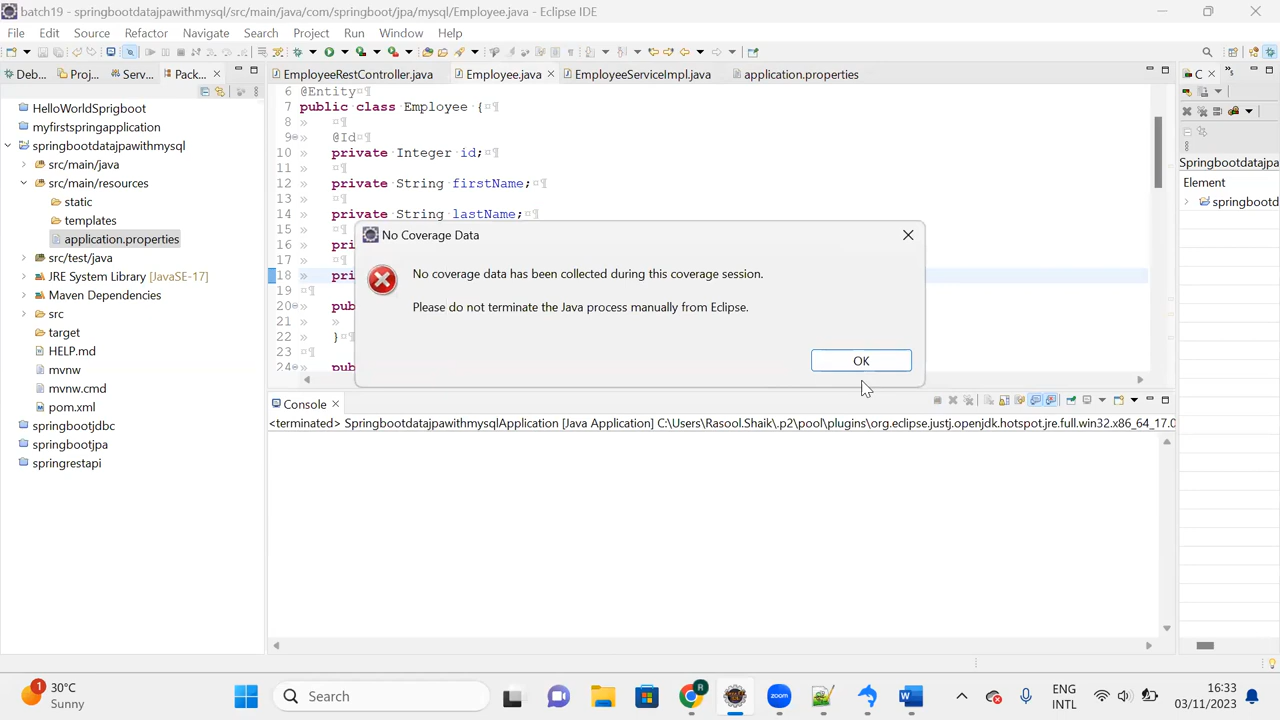 batch19 - springbootdatajpawithmysql/src/main/java/com/springboot/jpa/mysql/Employee.java - Eclipse IDE
File Edit Source Refactor Navigate Search Project Run Window Help
Deb... Proj... Serv... Pack...
EmployeeRestController.java Employee.java EmployeeServiceImpl.java application.properties
C
HelloWorldSprigboot
myfirstspringapplication
springbootdatajpawithmysql
src/main/java
src/main/resources
static
templates
application.properties
src/test/java
JRE System Library [JavaSE-17]
Maven Dependencies
src
target
HELP.md
mvnw
mvnw.cmd
pom.xml
springbootjdbc
springbootjpa
springrestapi
6 @Entity
7 public class Employee {
8
9 @Id
10 private Integer id;
11
12 private String firstName;
13
14 private String lastName;
15
16 pri
17
18 pri
19
20 pub
21
22 }
23
24 pub
No Coverage Data
No coverage data has been collected during this coverage session.
Please do not terminate the Java process manually from Eclipse.
OK
Console
<terminated> SpringbootdatajpawithmysqlApplication [Java Application] C:\Users\Rasool.Shaik\.p2\pool\plugins\org.eclipse.justj.openjdk.hotspot.jre.full.win32.x86_64_17.0
Springbootdatajpa
Element
springbootd
1
30°C
Sunny
Search
R
zoom
W
ENG
INTL
16:33
03/11/2023